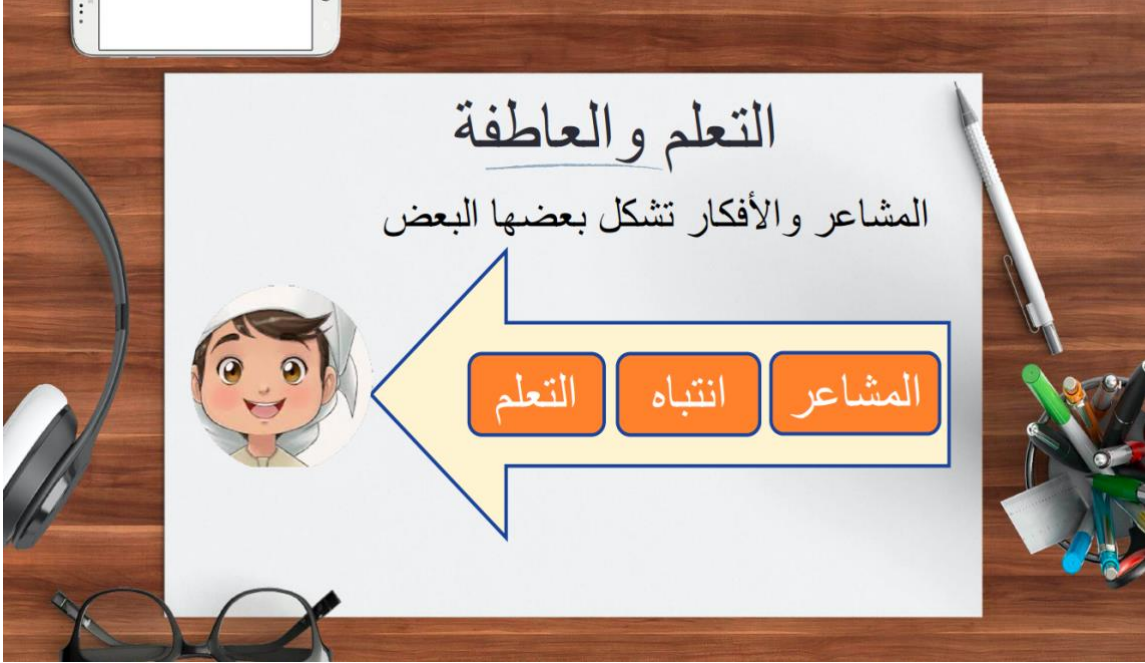 التعلم والعاطفة
المشاعر والأفكار تشكل بعضها البعض
المشاعر انتباه التعلم